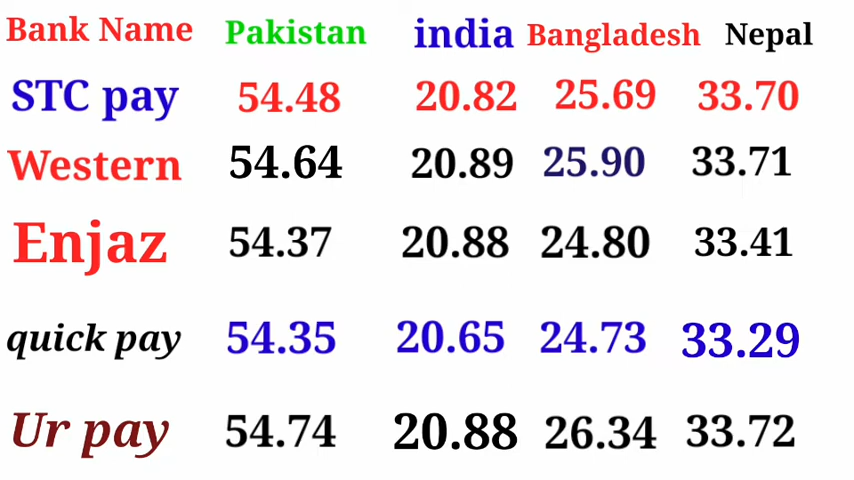 Bank Name Pakistan india Bangladesh Nepal
STC pay 54.48 20.82 25.69 33.70
Western 54.64 20.89 25.90 33.71
Enjaz 54.37 20.88 24.80 33.41
quick pay 54.35 20.65 24.73 33.29
Ur pay 54.74 20.88 26.34 33.72